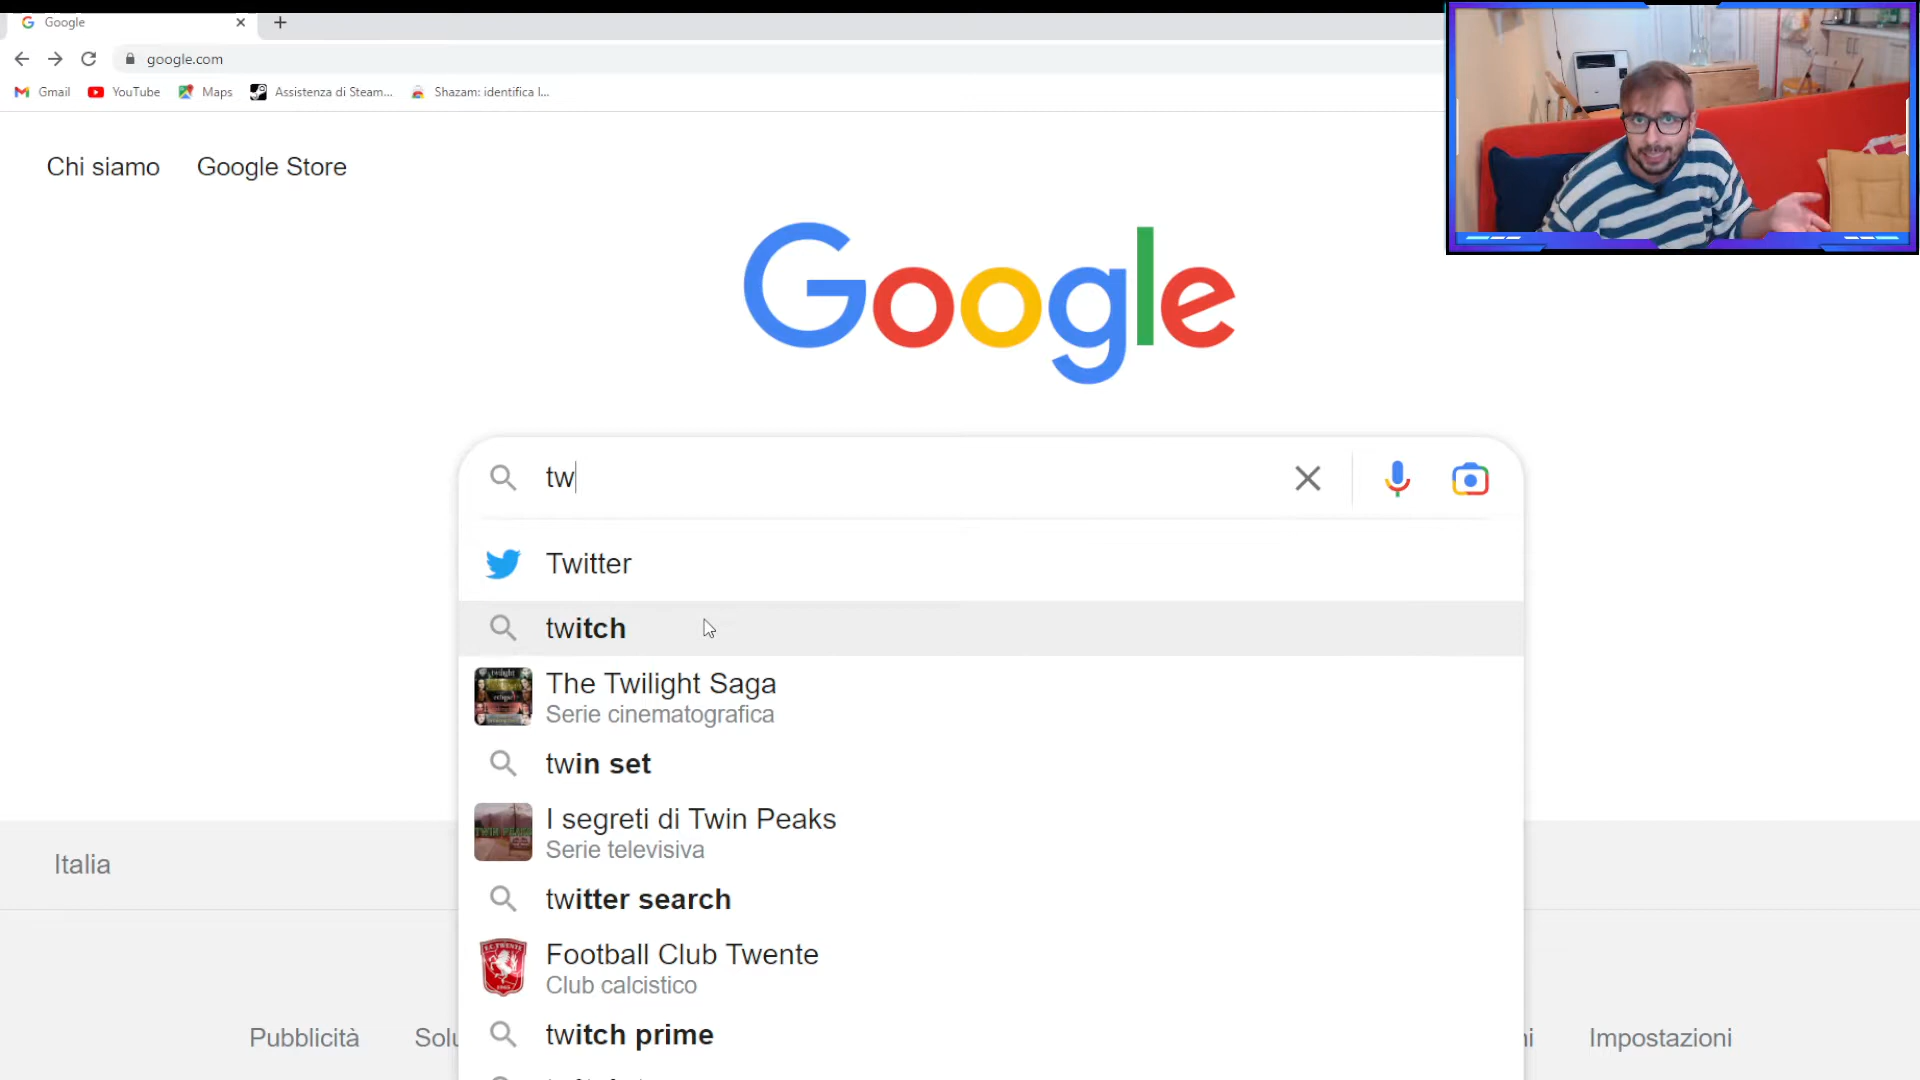 Google
google.com
Gmail YouTube Maps Assistenza di Steam... Shazam: identifica l...
Chi siamo Google Store
Google
tw
Twitter
twitch
The Twilight Saga
Serie cinematografica
twin set
I segreti di Twin Peaks
Serie televisiva
twitter search
Football Club Twente
Club calcistico
twitch prime
Italia
Pubblicità Solu ni Impostazioni